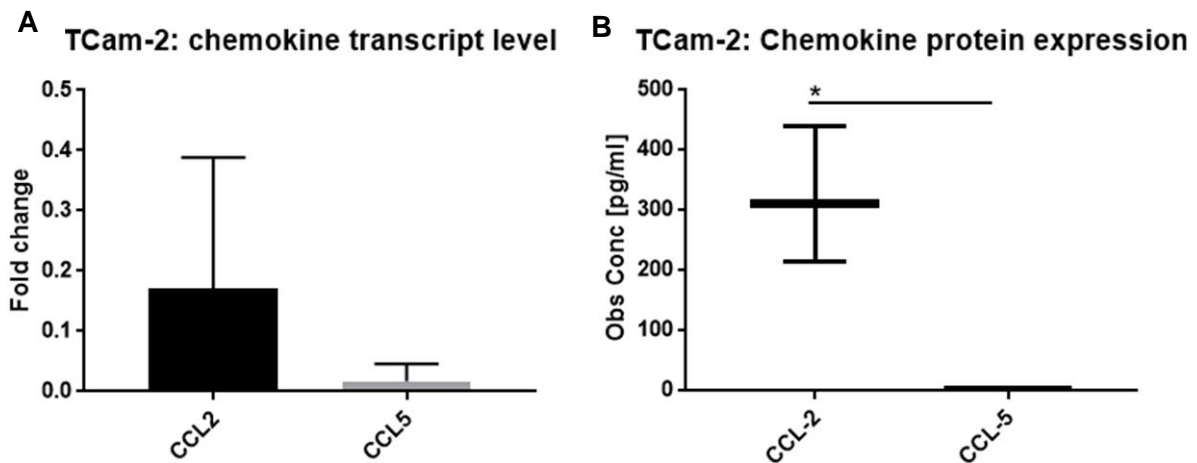 A
TCam-2: chemokine transcript level
Fold change
0.5
0.4
0.3
0.2
0.1
0.0
CCL2
CCL5
B
TCam-2: Chemokine protein expression
Obs Conc [pg/ml]
500
400
300
200
100
0
*
CCL-2
CCL-5